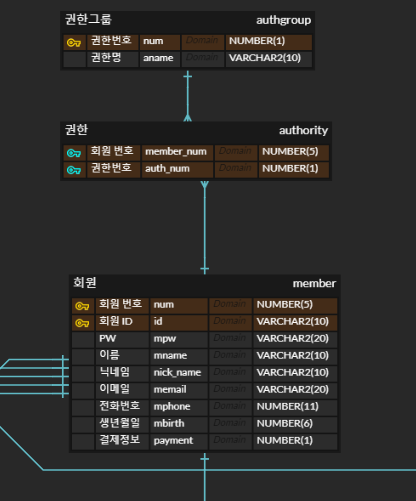 권한그룹 authgroup
권한번호 num Domain NUMBER(1)
권한명 aname Domain VARCHAR2(10)
권한 authority
회원 번호 member_num Domain NUMBER(5)
권한번호 auth_num Domain NUMBER(1)
회원 member
회원 번호 num Domain NUMBER(5)
회원 ID id Domain VARCHAR2(10)
PW mpw Domain VARCHAR2(20)
이름 mname Domain VARCHAR2(10)
닉네임 nick_name Domain VARCHAR2(10)
이메일 memail Domain VARCHAR2(20)
전화번호 mphone Domain NUMBER(11)
생년월일 mbirth Domain NUMBER(6)
결제정보 payment Domain NUMBER(1)